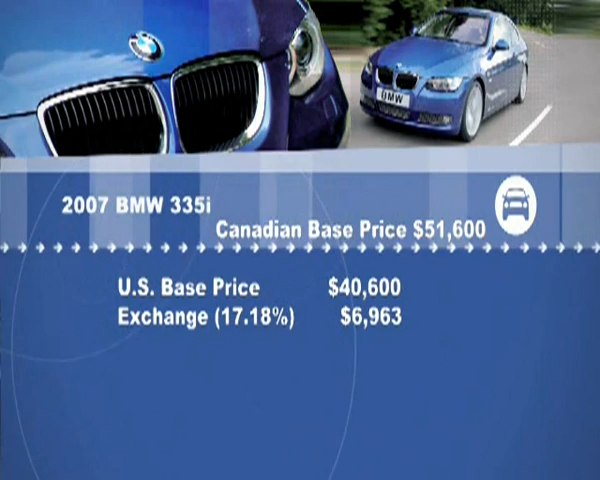 BMW
2007 BMW 335i
Canadian Base Price $51,600
U.S. Base Price $40,600
Exchange (17.18%) $6,963